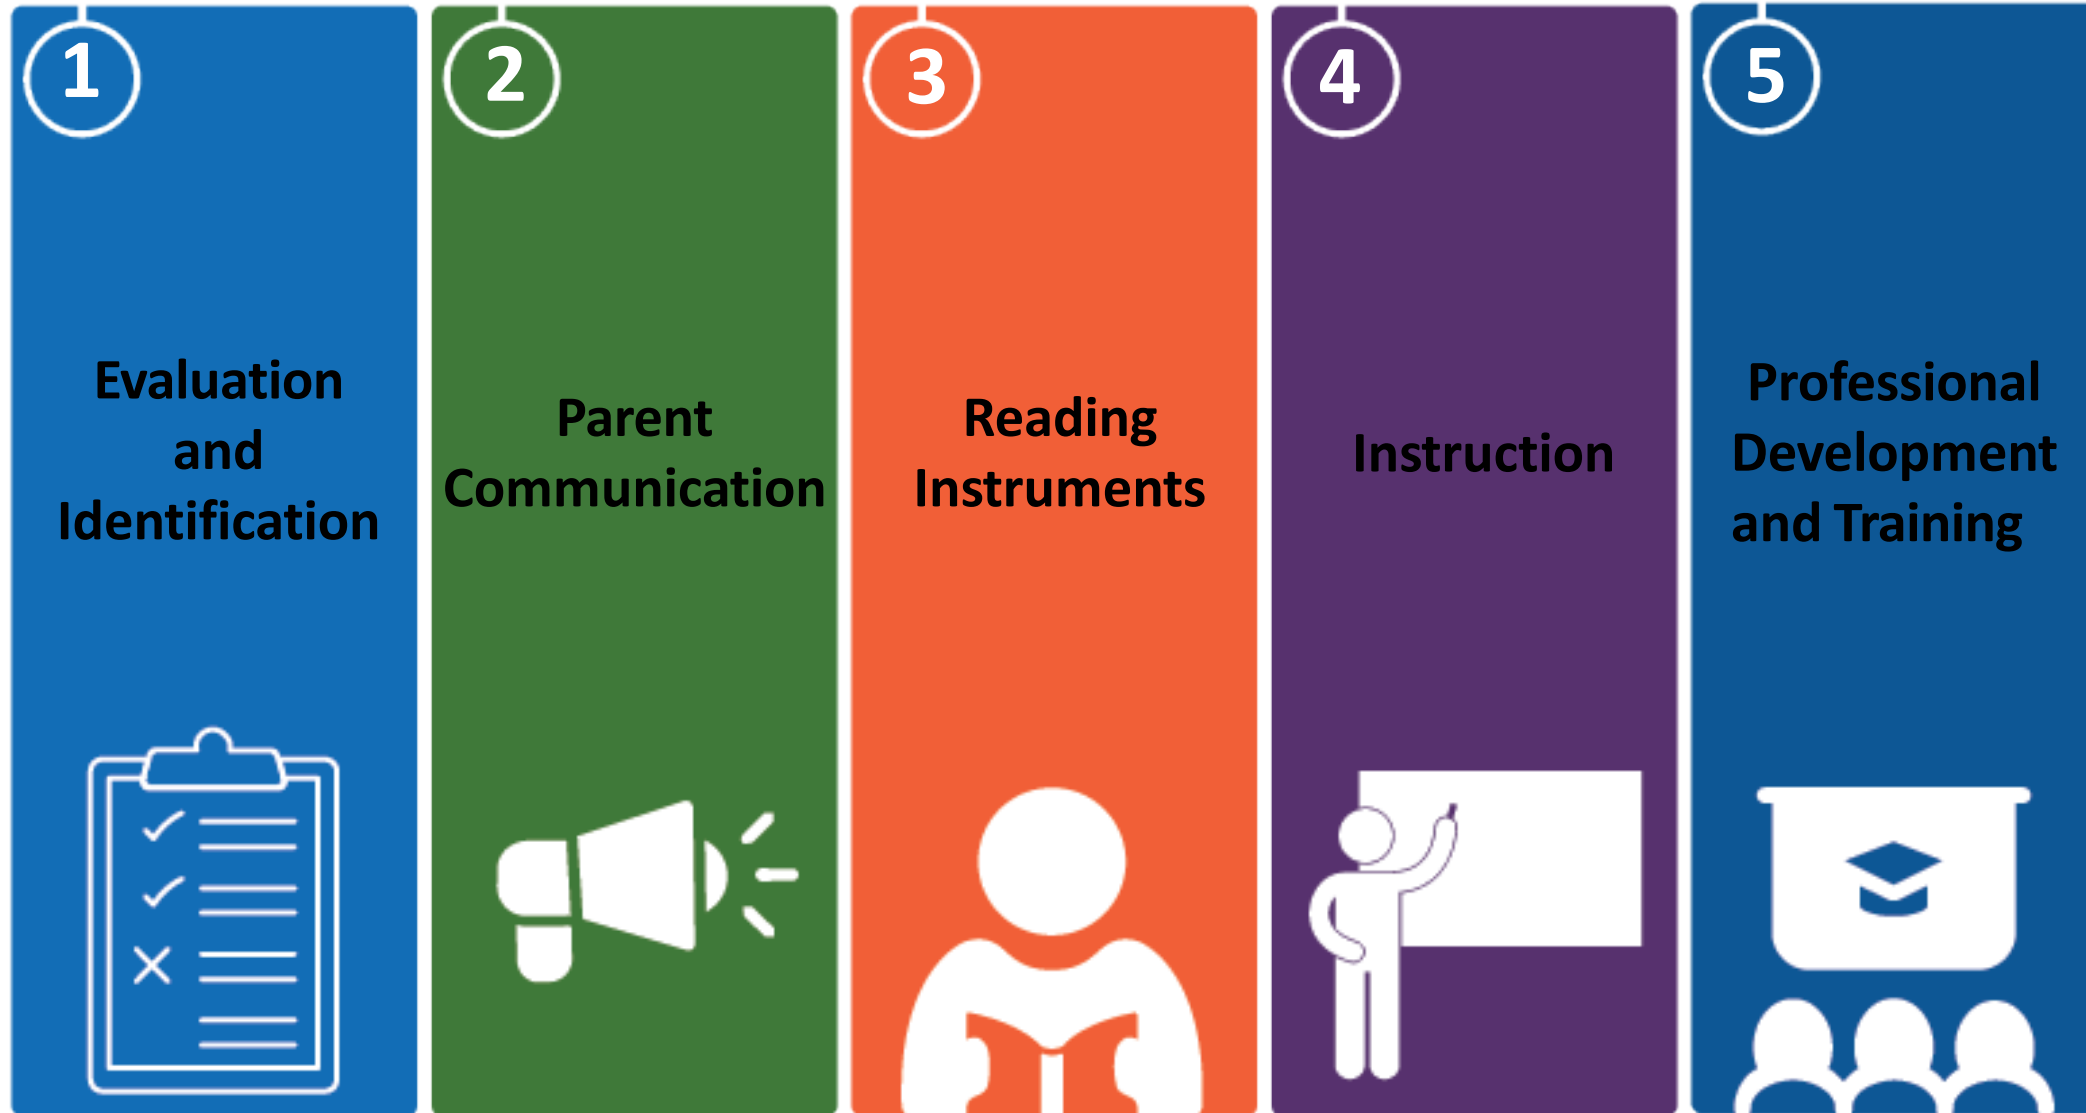 1
Evaluation
and
Identification
2
Parent
Communication
3
Reading
Instruments
4
Instruction
5
Professional
Development
and Training